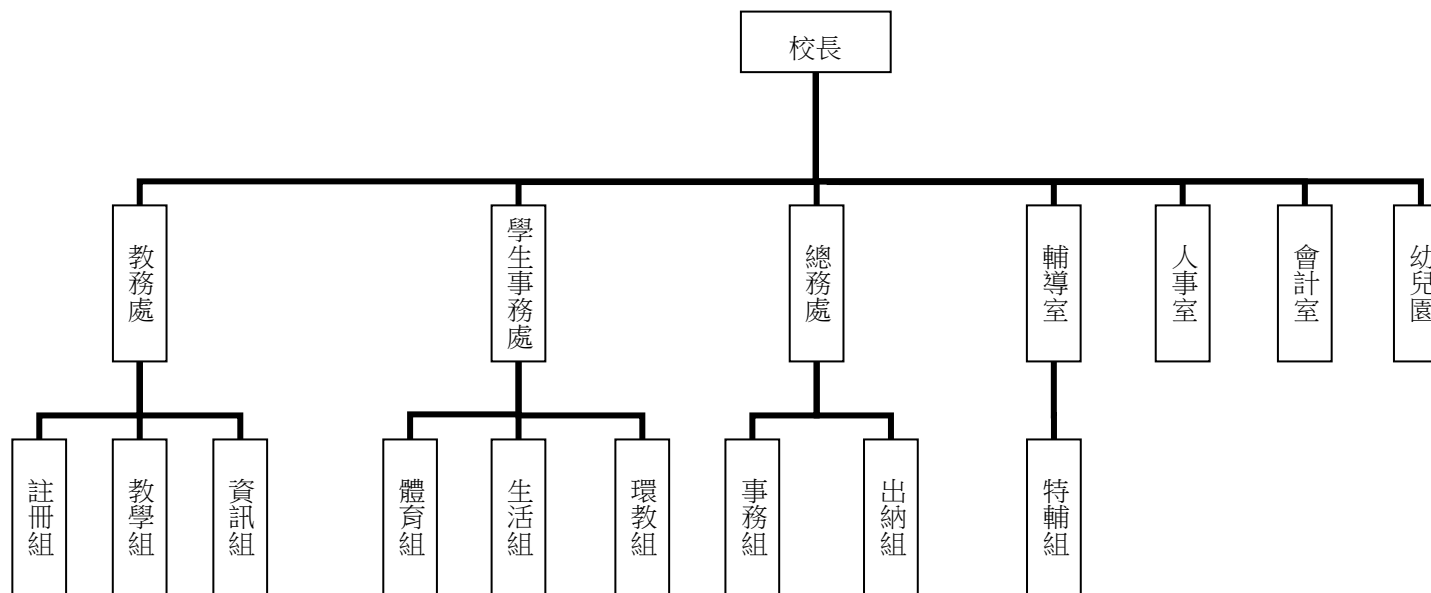 校長
教務處
學生事務處
總務處
輔導室
人事室
會計室
幼兒園
註冊組
教學組
資訊組
體育組
生活組
環教組
事務組
出納組
特輔組